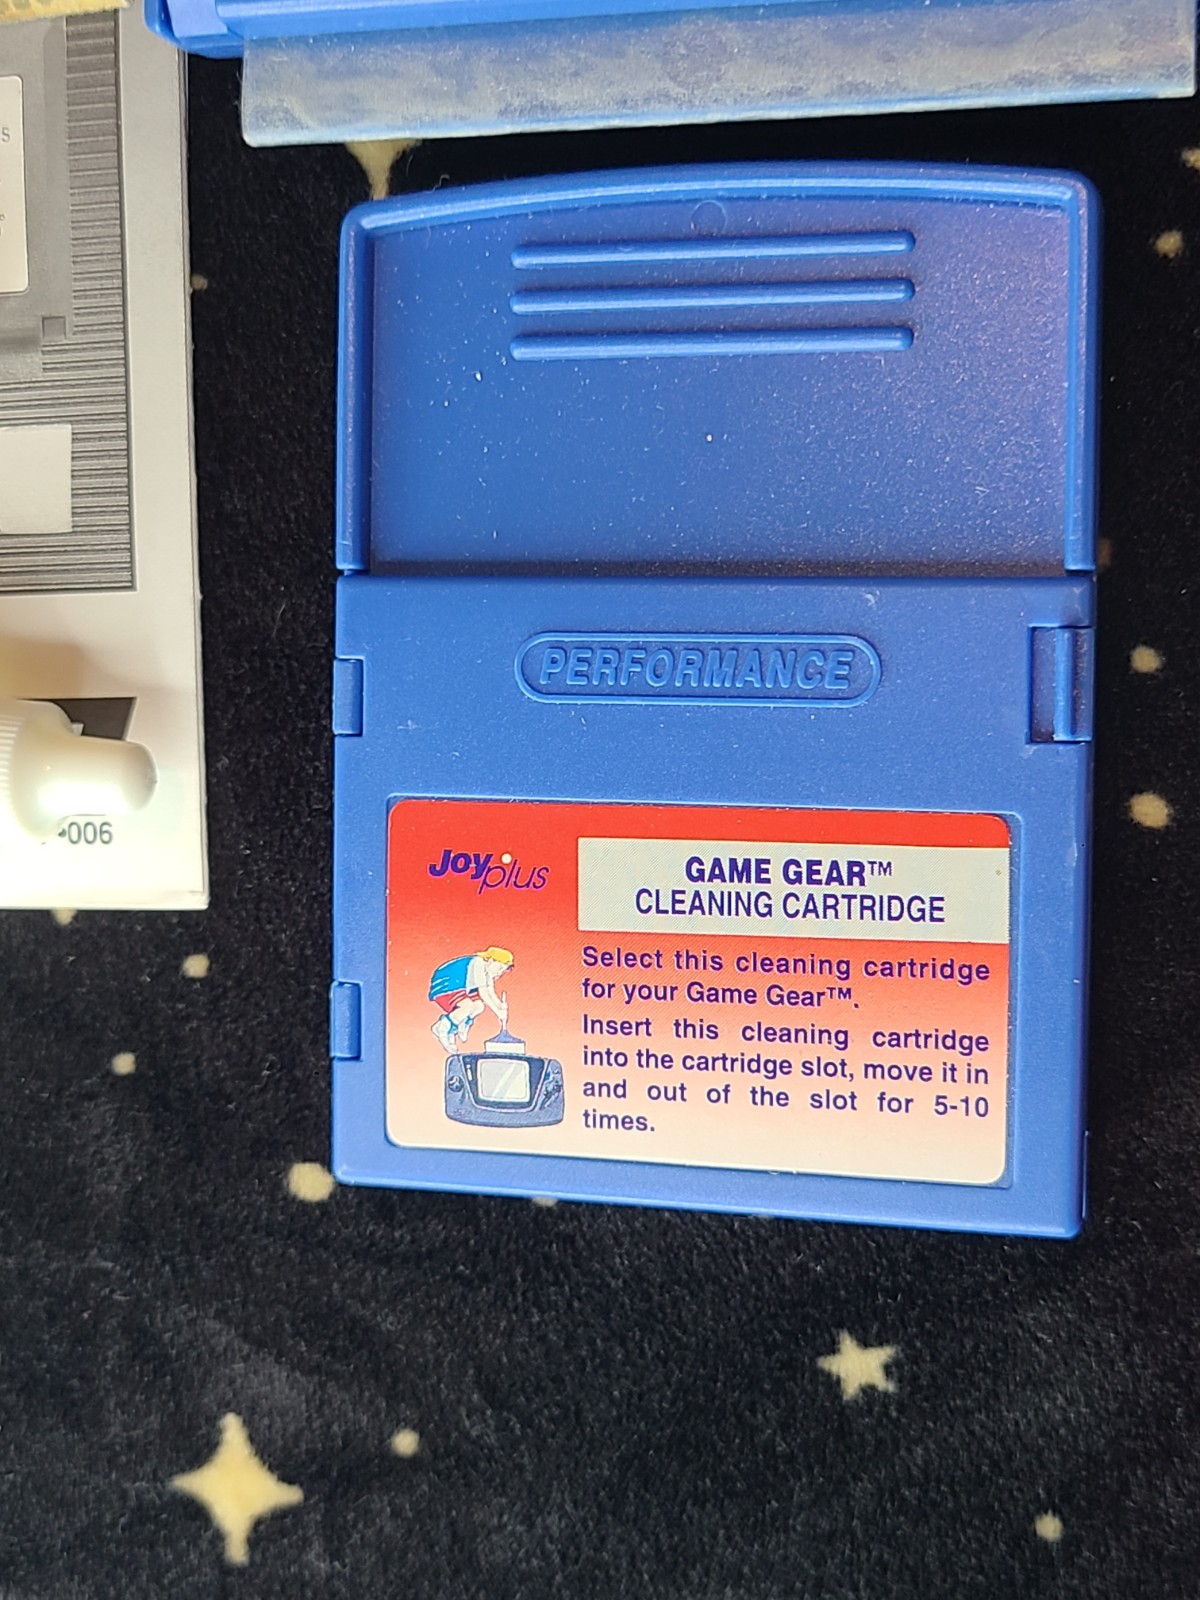 PERFORMANCE
Joyplus
GAME GEAR™
CLEANING CARTRIDGE
Select this cleaning cartridge
for your Game Gear™.
Insert this cleaning cartridge
into the cartridge slot, move it in
and out of the slot for 5-10
times.
006